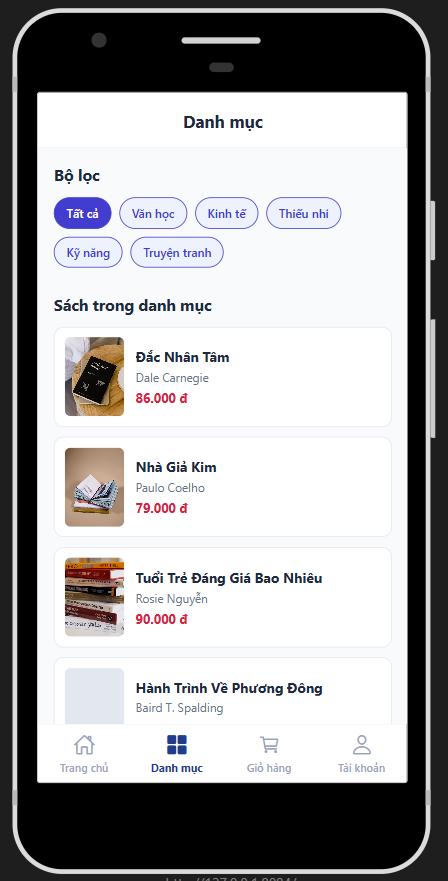 Danh mục
Bộ lọc
Tất cả
Văn học
Kinh tế
Thiếu nhi
Kỹ năng
Truyện tranh
Sách trong danh mục
Đắc Nhân Tâm
Dale Carnegie
86.000 đ
Nhà Giả Kim
Paulo Coelho
79.000 đ
Tuổi Trẻ Đáng Giá Bao Nhiêu
Rosie Nguyễn
90.000 đ
Hành Trình Về Phương Đông
Baird T. Spalding
Trang chủ
Danh mục
Giỏ hàng
Tài khoản